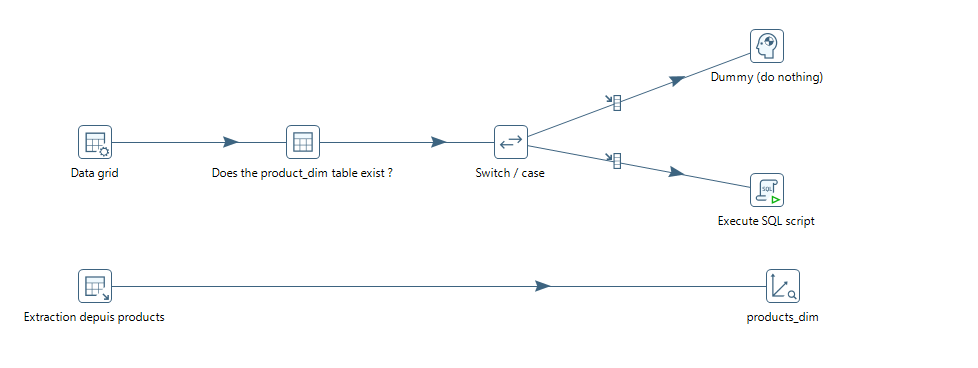 Dummy (do nothing)
Data grid
Does the product_dim table exist ?
Switch / case
SQL
Execute SQL script
Extraction depuis products
products_dim